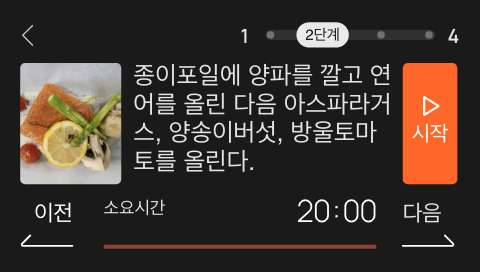 1 2단계 4
종이포일에 양파를 깔고 연
어를 올린 다음 아스파라거
스, 양송이버섯, 방울토마
토를 올린다.
시작
이전 소요시간 20:00 다음